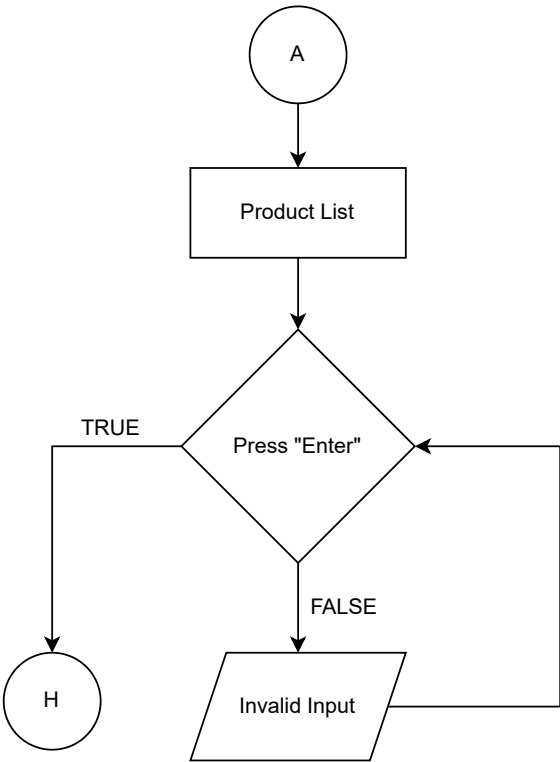 A
Product List
TRUE
Press "Enter"
FALSE
H
Invalid Input